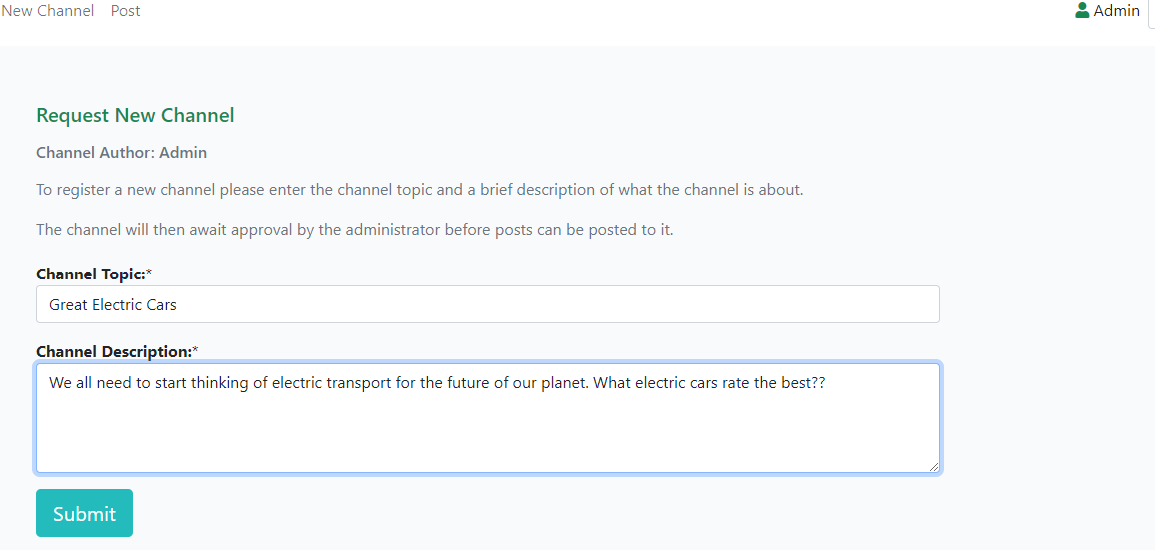 New Channel Post Admin
Request New Channel
Channel Author: Admin
To register a new channel please enter the channel topic and a brief description of what the channel is about.
The channel will then await approval by the administrator before posts can be posted to it.
Channel Topic:*
Great Electric Cars
Channel Description:*
We all need to start thinking of electric transport for the future of our planet. What electric cars rate the best??
Submit